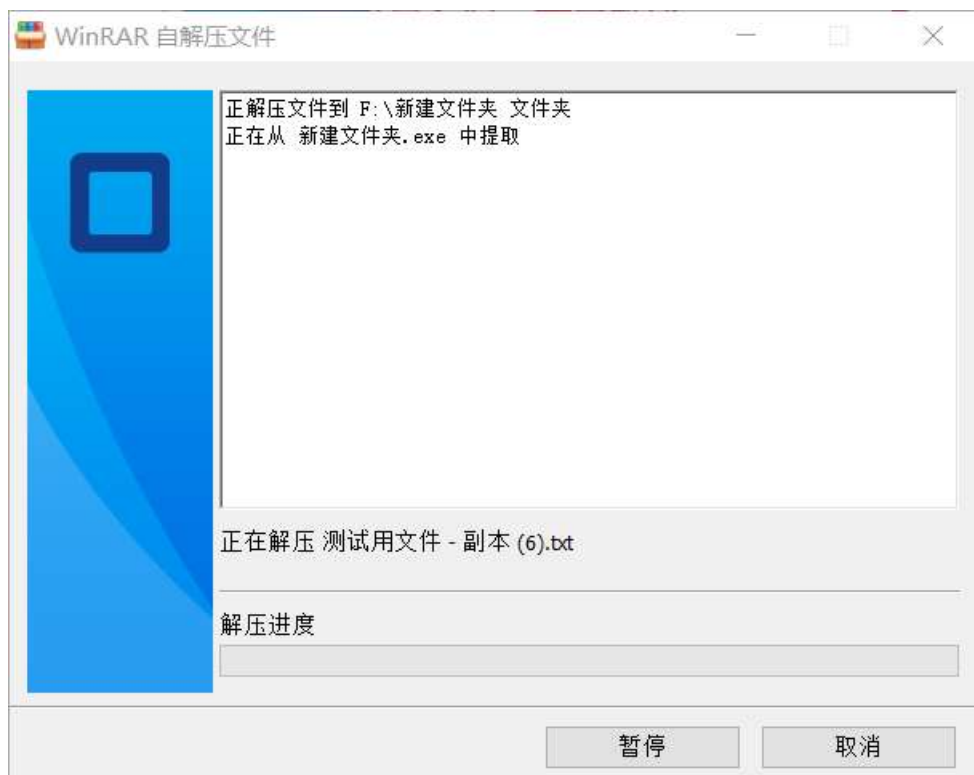 WinRAR 自解压文件
正解压文件到 F:\新建文件夹 文件夹
正在从 新建文件夹.exe 中提取
正在解压 测试用文件 - 副本 (6).txt
解压进度
暂停 取消